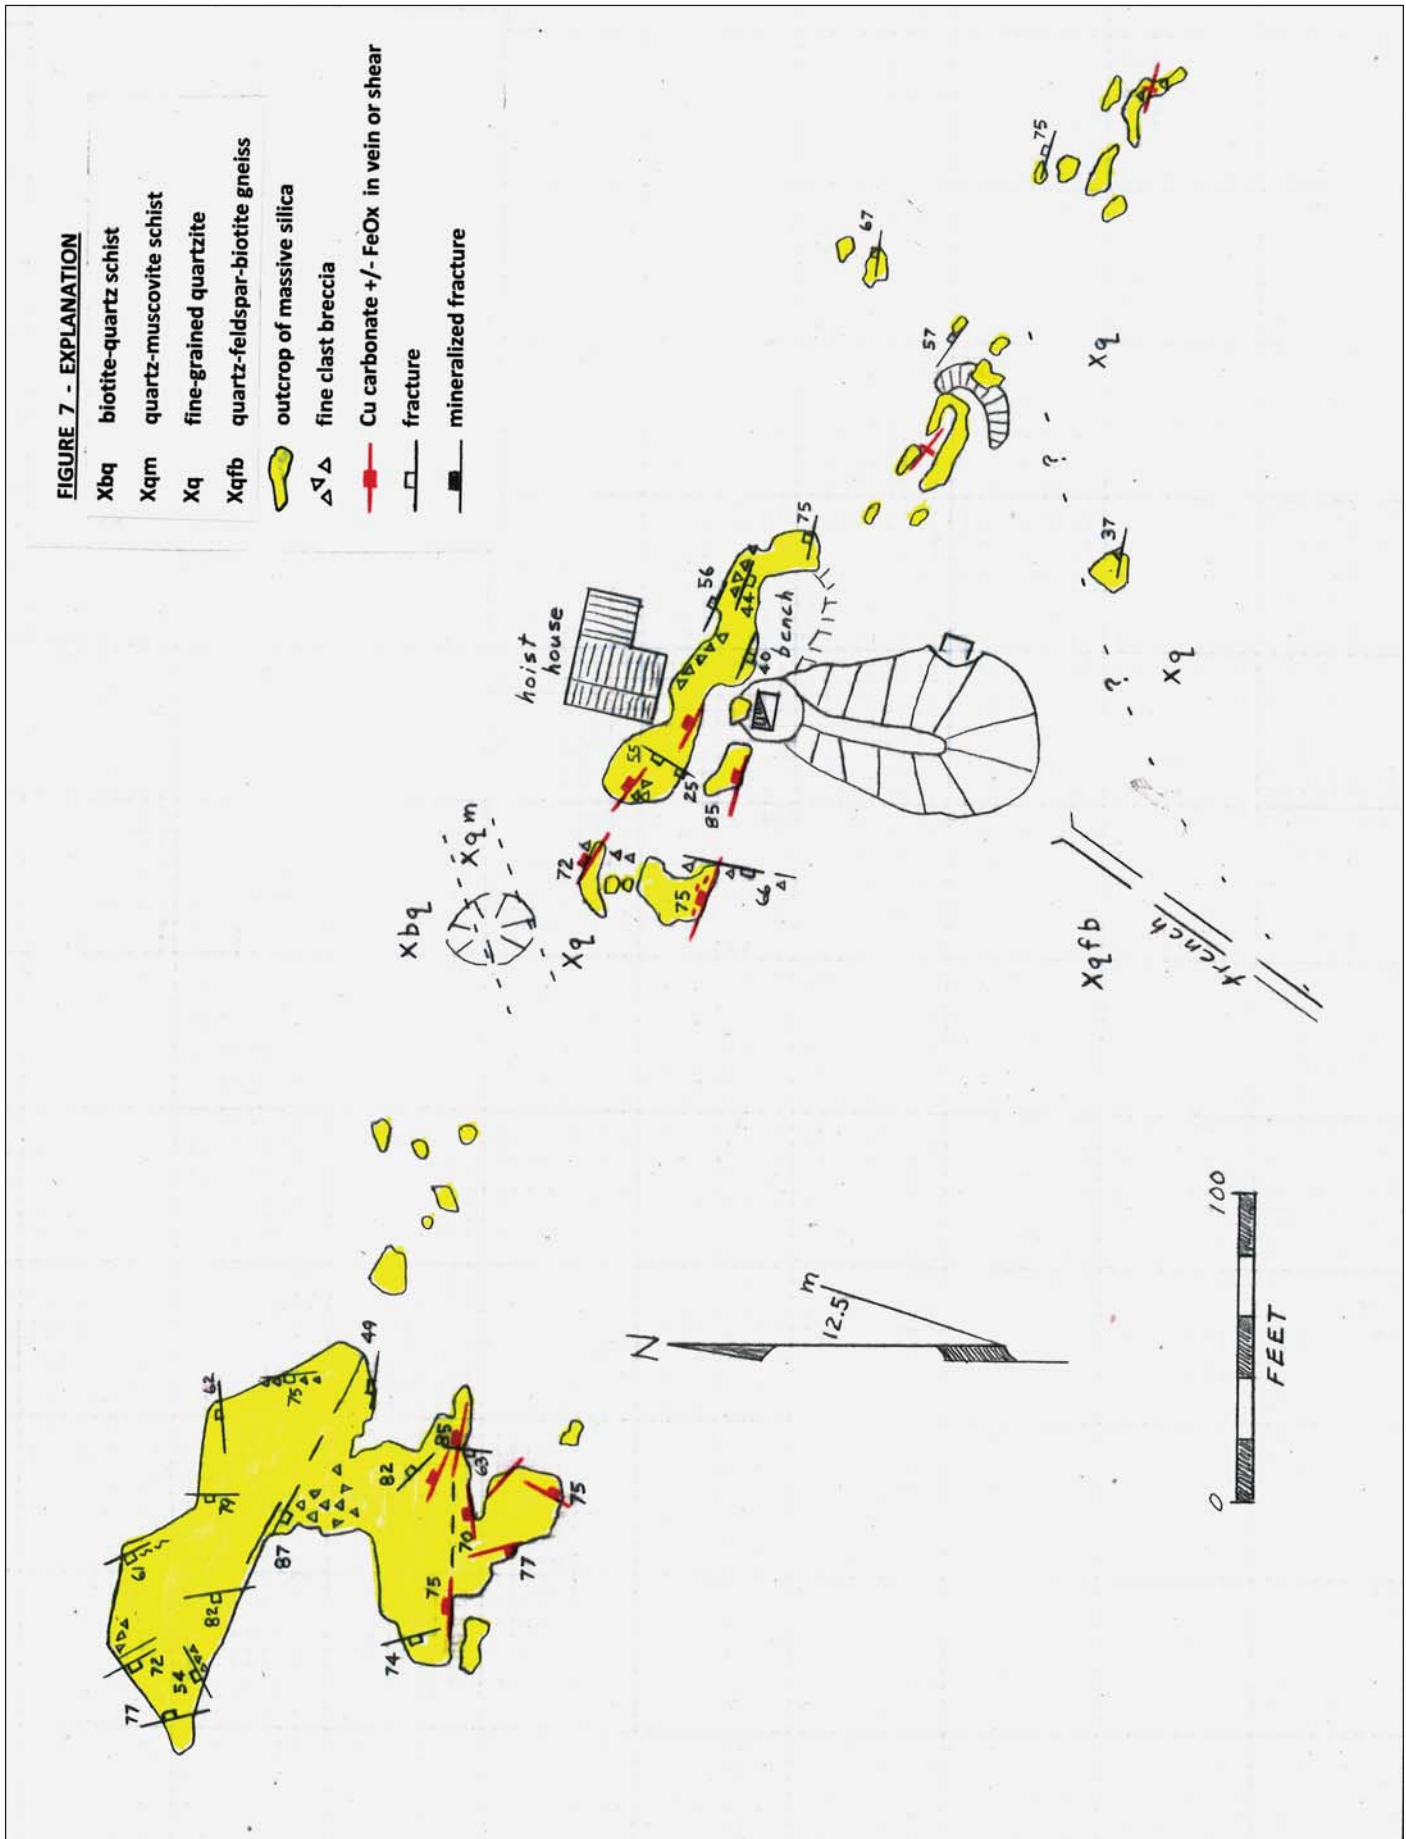 FIGURE 7 - EXPLANATION
Xbq biotite-quartz schist
Xqm quartz-muscovite schist
Xq fine-grained quartzite
Xqfb quartz-feldspar-biotite gneiss
outcrop of massive silica
fine clast breccia
Cu carbonate +/- FeOx in vein or shear
fracture
mineralized fracture
77
72
54
61
82
79
62
87
75
49
74
82
75
70
85
63
77
75
Xbq
Xqm
Xq
hoist
house
72
75
66
55
25
85
56
44
40
bench
75
57
67
75
37
Xq
?
?
Xq
Xqfb
trench
N
12.5
m
0 100
FEET